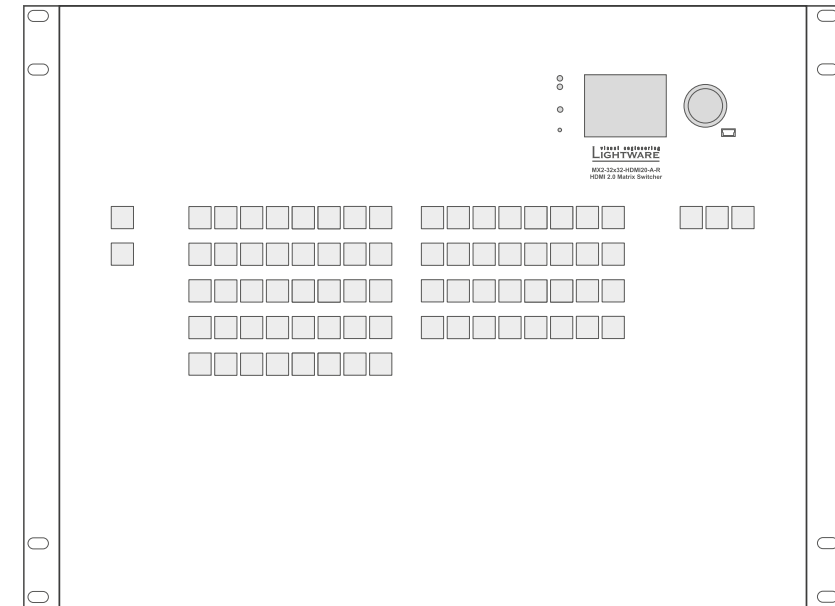 visual engineering
LIGHTWARE
MX2-32x32-HDMI20-A-R
HDMI 2.0 Matrix Switcher